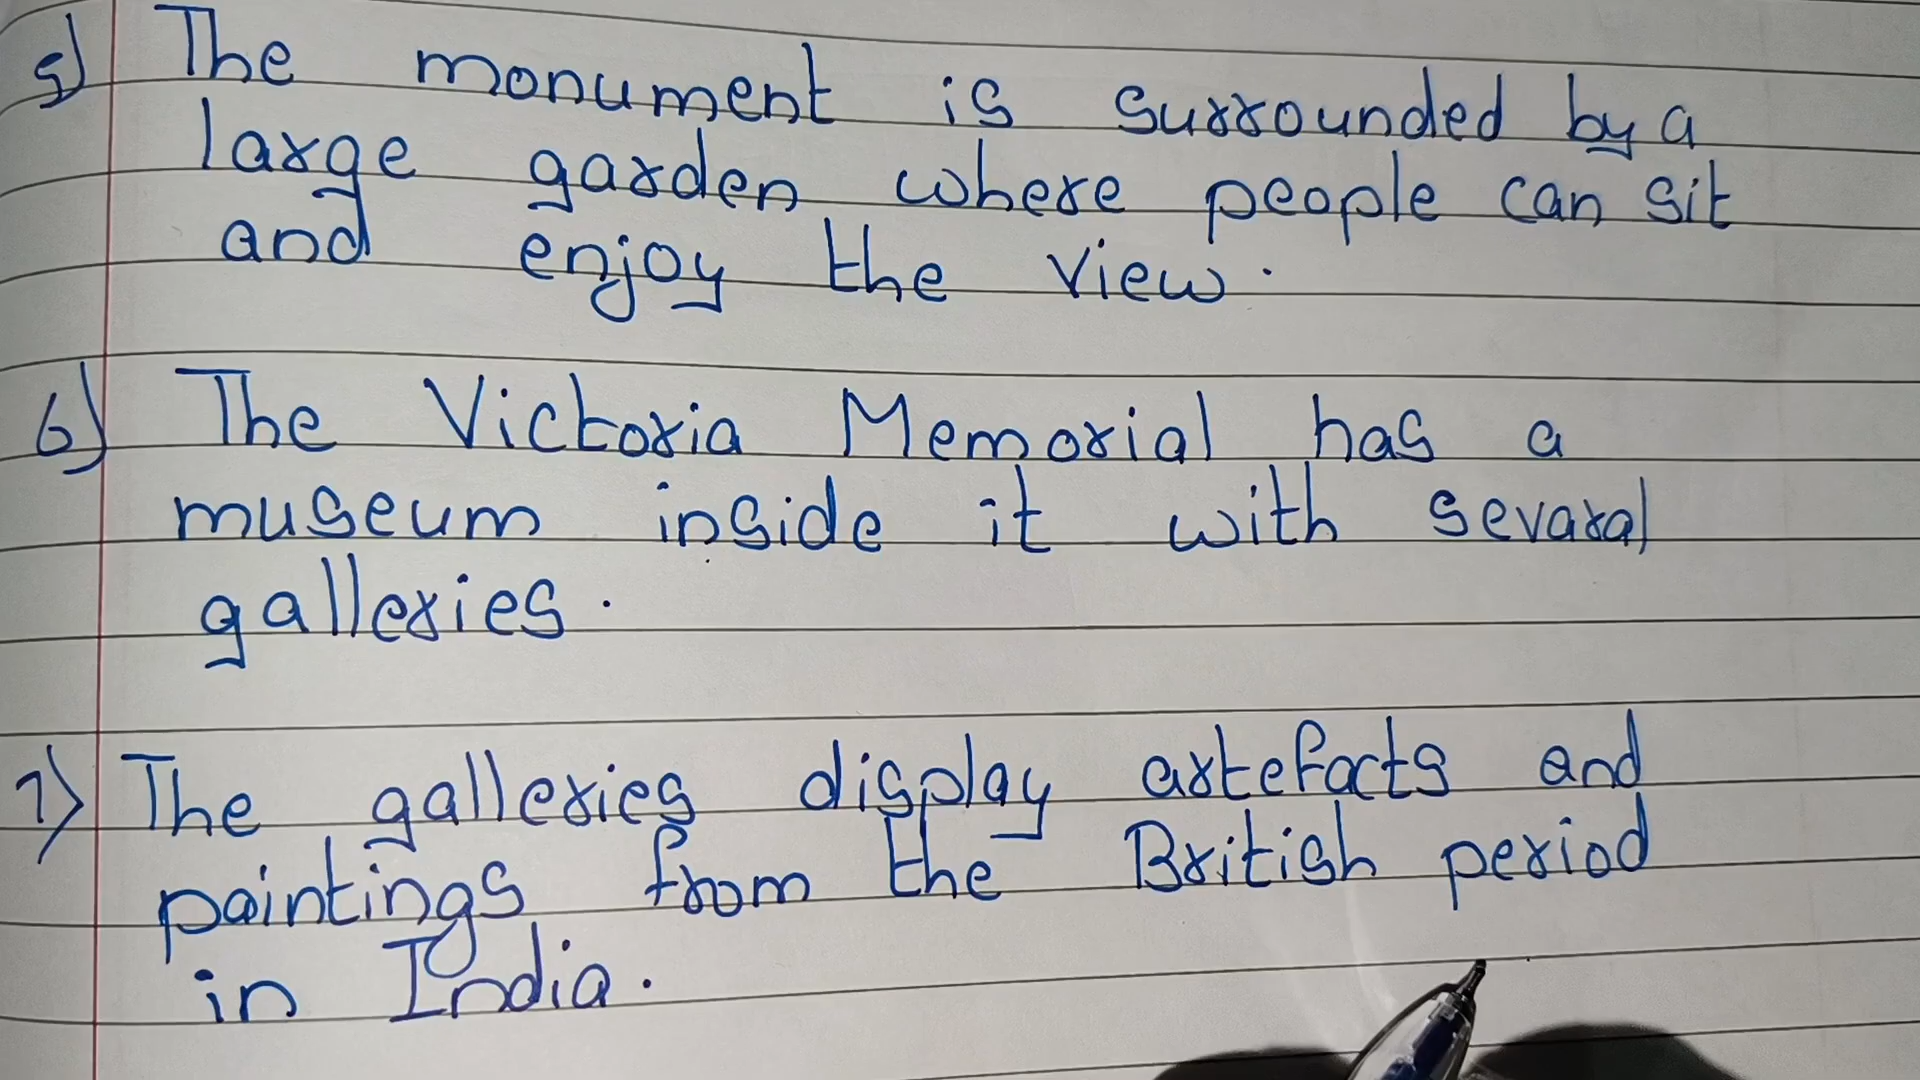 5) The monument is surrounded by a
large garden where people can sit
and enjoy the view.
6) The Victoria Memorial has a
museum inside it with sevaral
galleries.
7) The galleries display artefacts and
paintings from the British period
in India.